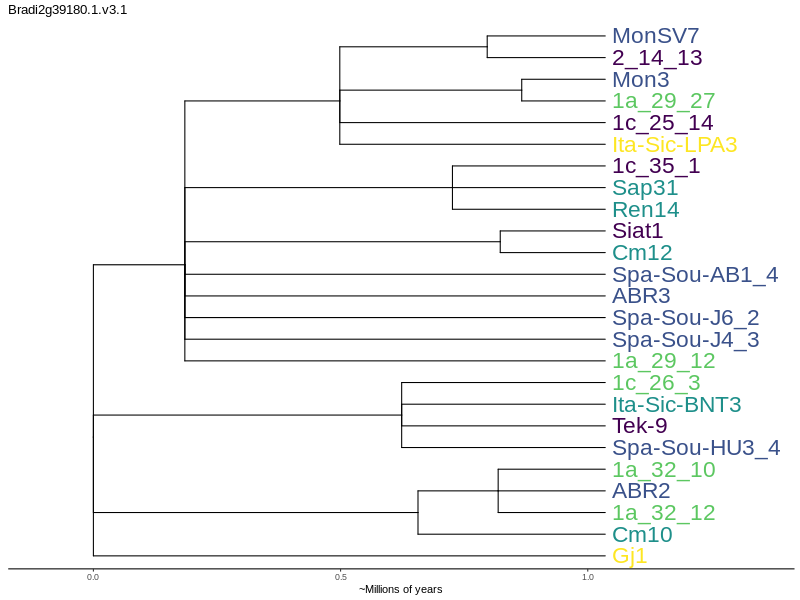 Bradi2g39180.1.v3.1
MonSV7
2_14_13
Mon3
1a_29_27
1c_25_14
Ita-Sic-LPA3
1c_35_1
Sap31
Ren14
Siat1
Cm12
Spa-Sou-AB1_4
ABR3
Spa-Sou-J6_2
Spa-Sou-J4_3
1a_29_12
1c_26_3
Ita-Sic-BNT3
Tek-9
Spa-Sou-HU3_4
1a_32_10
ABR2
1a_32_12
Cm10
Gj1
0.0 0.5 1.0
~Millions of years